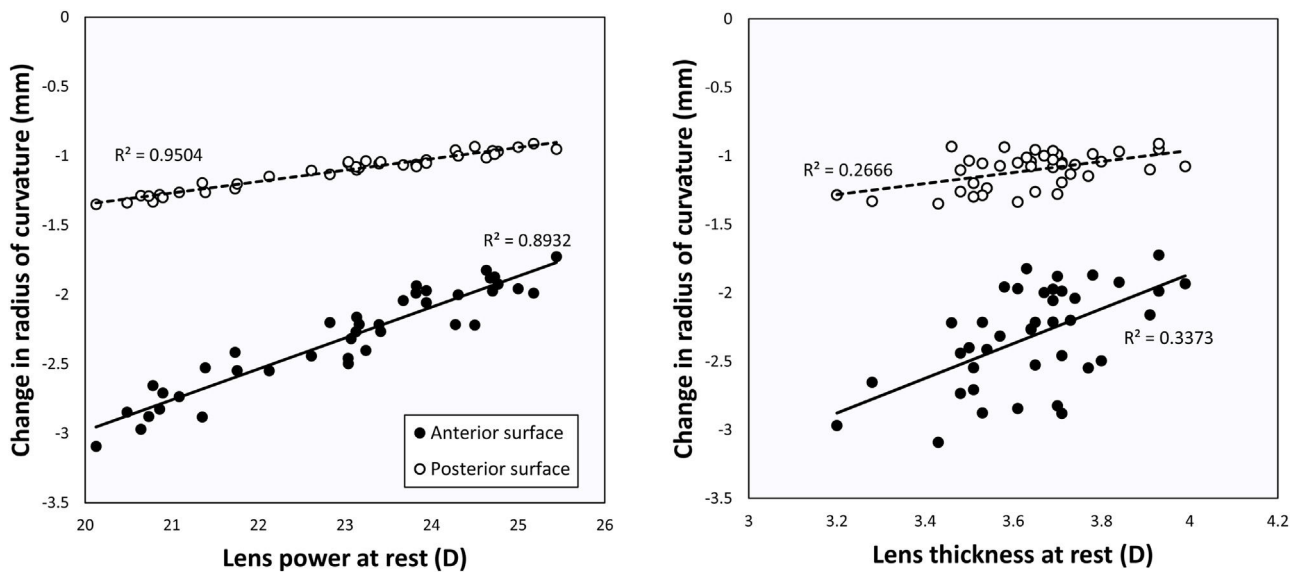 Change in radius of curvature (mm)
0
-0.5
-1
-1.5
-2
-2.5
-3
-3.5
R² = 0.9504
R² = 0.8932
Anterior surface
Posterior surface
20 21 22 23 24 25 26
Lens power at rest (D)
Change in radius of curvature (mm)
0
-0.5
-1
-1.5
-2
-2.5
-3
-3.5
R² = 0.2666
R² = 0.3373
3 3.2 3.4 3.6 3.8 4 4.2
Lens thickness at rest (D)